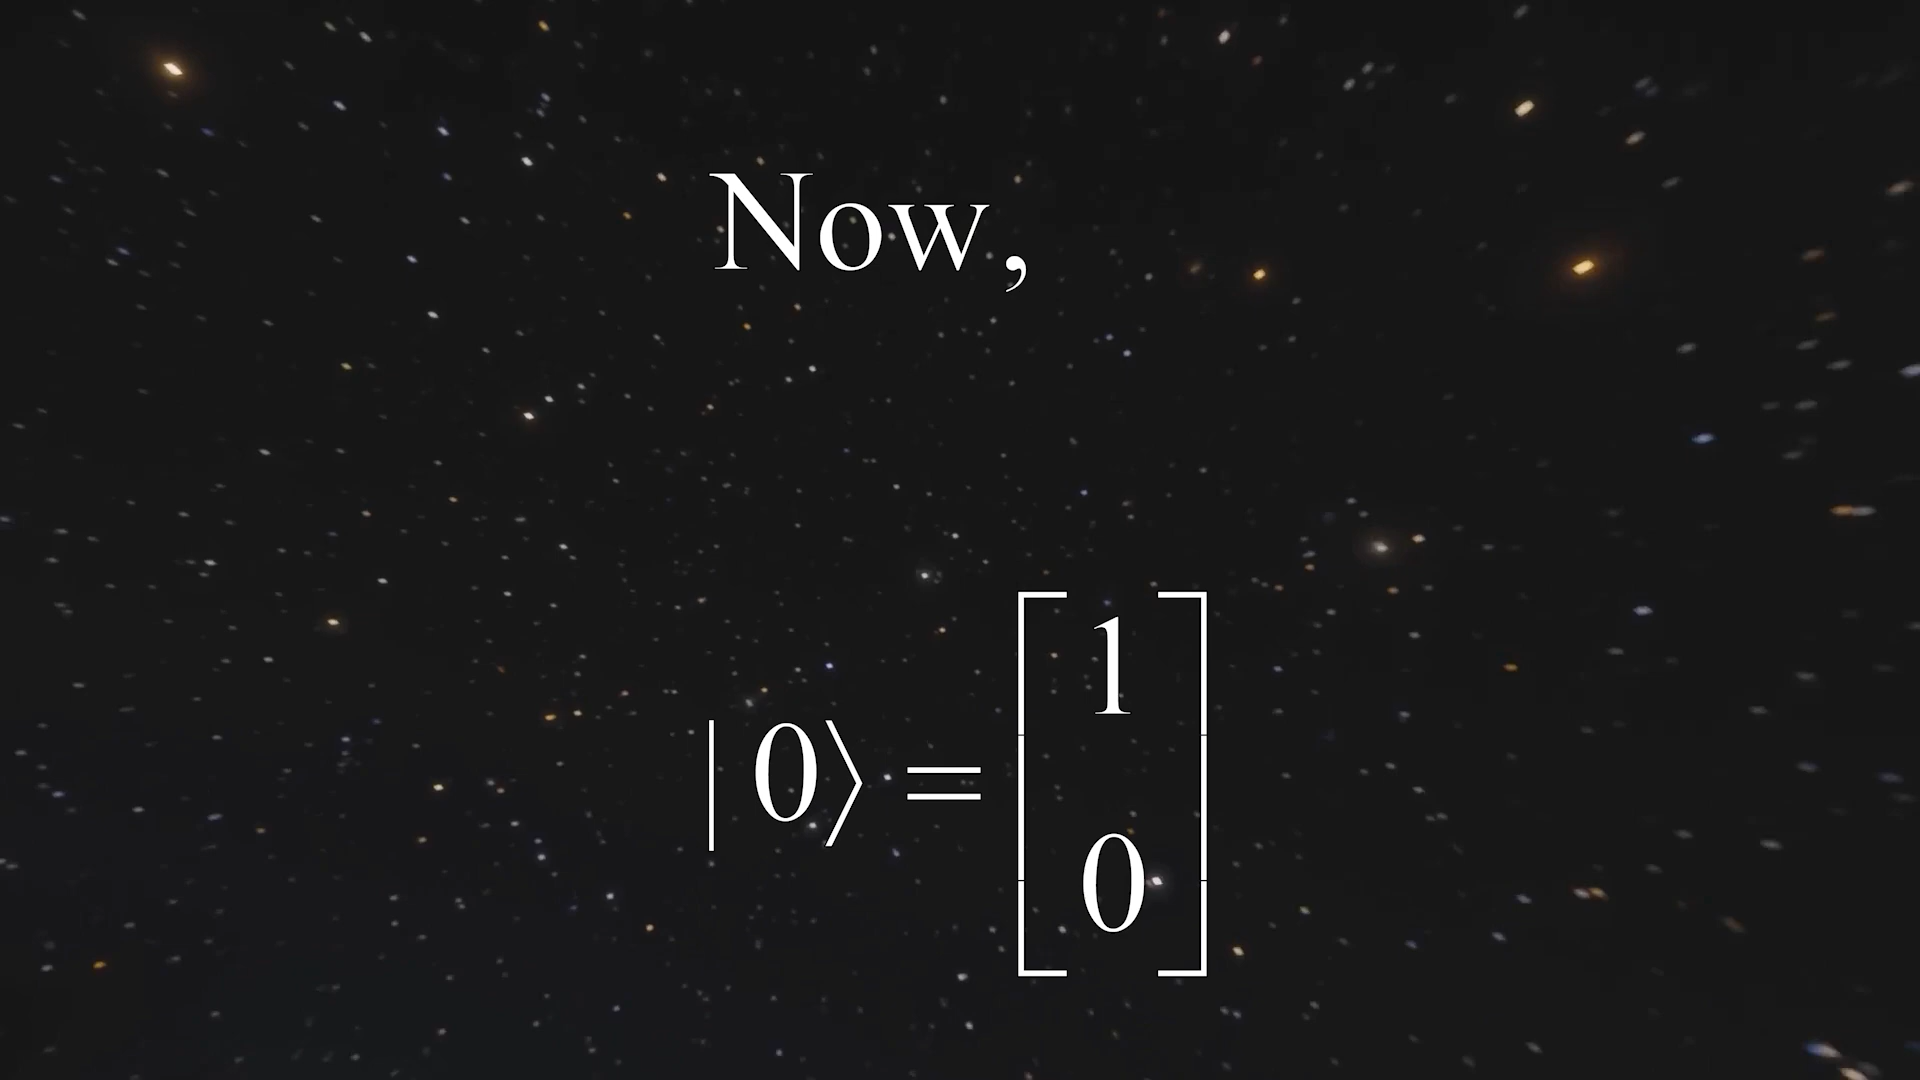 Now,
|0⟩ = [1
0]